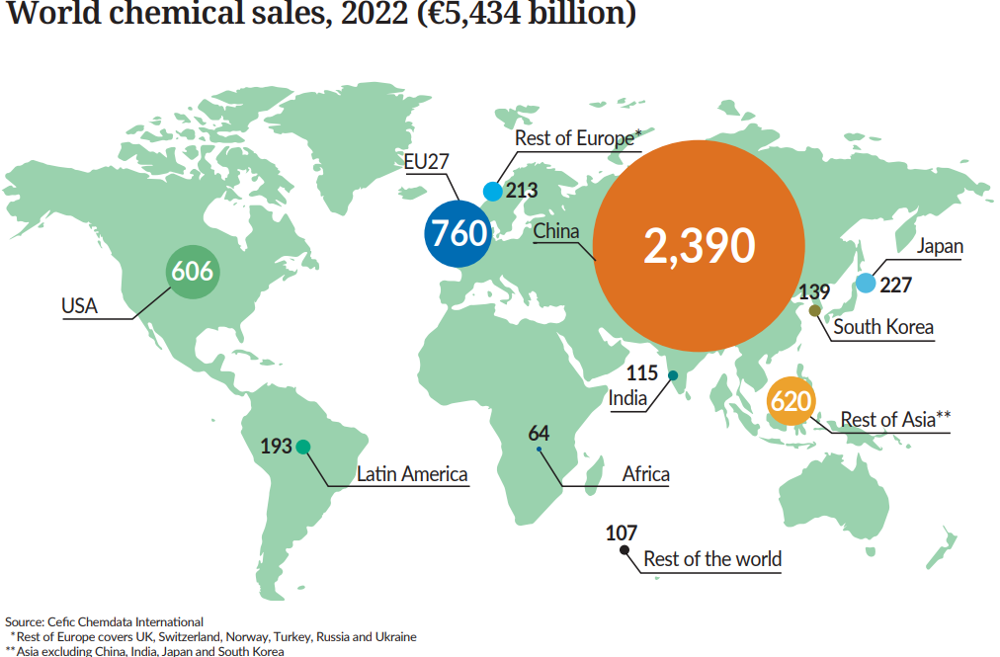 World chemical sales, 2022 (€5,434 billion)
Rest of Europe*
EU27
213
760
China
2,390
Japan
606
139
227
USA
South Korea
115
India
620
Rest of Asia**
64
193
Latin America
Africa
107
Rest of the world
Source: Cefic Chemdata International
*Rest of Europe covers UK, Switzerland, Norway, Turkey, Russia and Ukraine
**Asia excluding China, India, Japan and South Korea